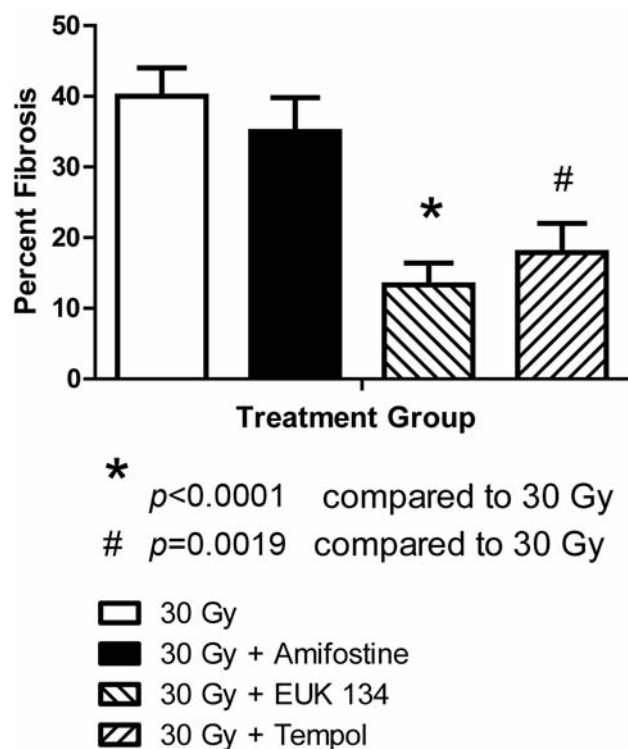 50
40
30
20
10
0
Percent Fibrosis
*
#
Treatment Group
* p<0.0001 compared to 30 Gy
# p=0.0019 compared to 30 Gy
30 Gy
30 Gy + Amifostine
30 Gy + EUK 134
30 Gy + Tempol